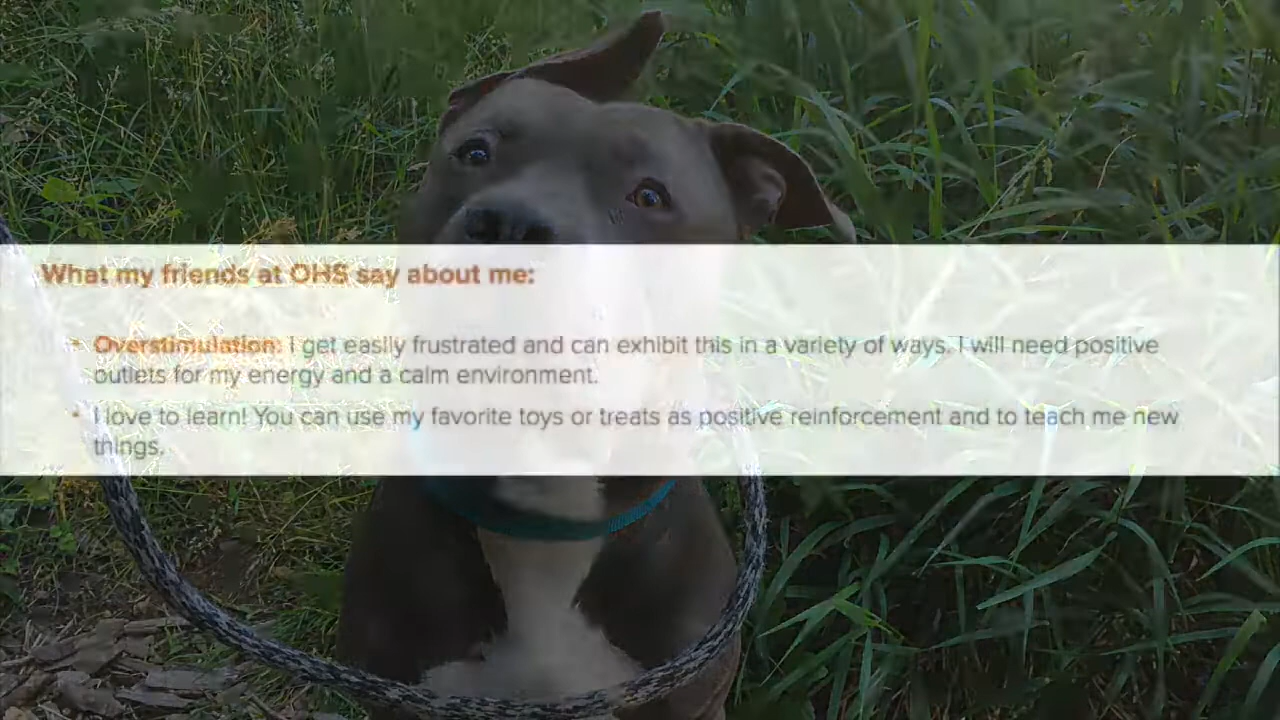 What my friends at OHS say about me:
• Overstimulation: I get easily frustrated and can exhibit this in a variety of ways. I will need positive
outlets for my energy and a calm environment.
• I love to learn! You can use my favorite toys or treats as positive reinforcement and to teach me new
things.